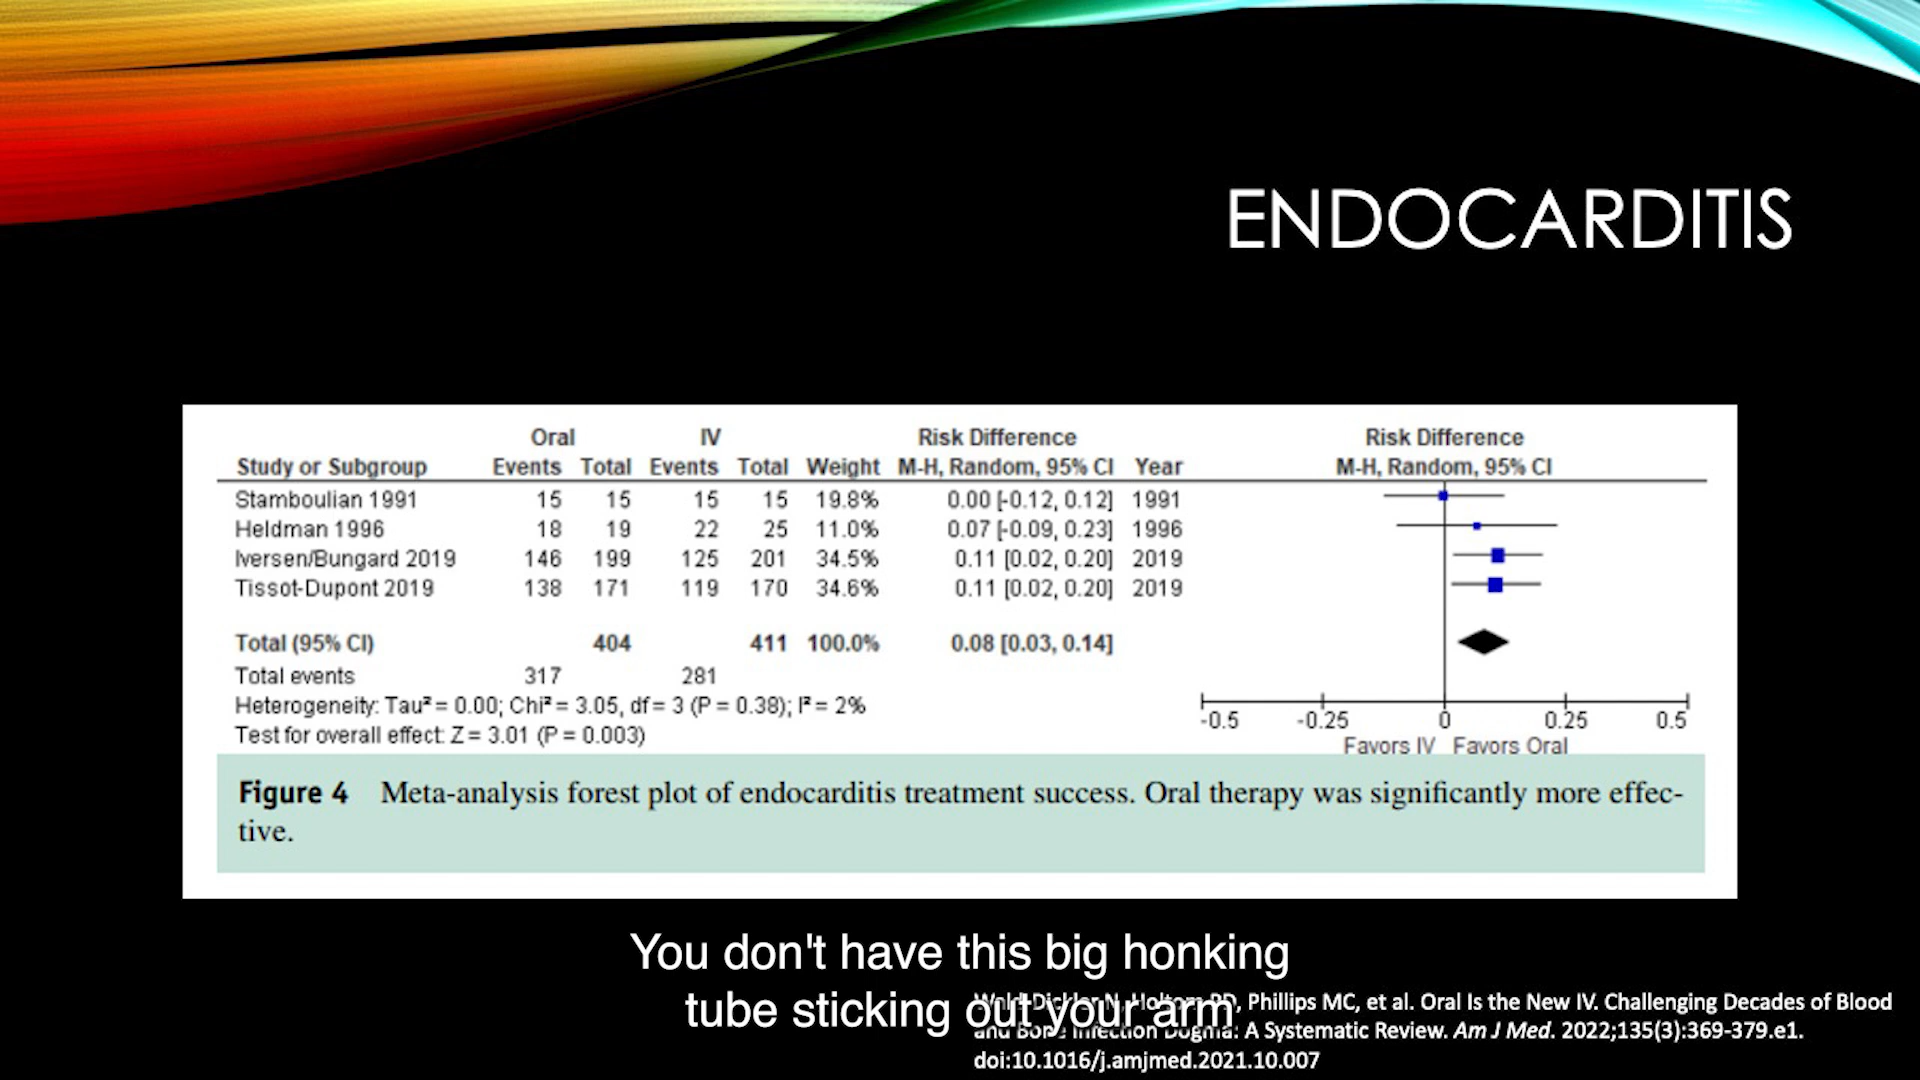 ENDOCARDITIS
Oral IV Risk Difference Risk Difference
Study or Subgroup Events Total Events Total Weight M-H, Random, 95% CI Year M-H, Random, 95% CI
Stamboulian 1991 15 15 15 15 19.8% 0.00 [-0.12, 0.12] 1991
Heldman 1996 18 19 22 25 11.0% 0.07 [-0.09, 0.23] 1996
Iversen/Bungard 2019 146 199 125 201 34.5% 0.11 [0.02, 0.20] 2019
Tissot-Dupont 2019 138 171 119 170 34.6% 0.11 [0.02, 0.20] 2019
Total (95% CI) 404 411 100.0% 0.08 [0.03, 0.14]
Total events 317 281
Heterogeneity: Tau² = 0.00; Chi² = 3.05, df = 3 (P = 0.38); I² = 2%
Test for overall effect: Z = 3.01 (P = 0.003)
-0.5 -0.25 0 0.25 0.5
Favors IV Favors Oral
Figure 4 Meta-analysis forest plot of endocarditis treatment success. Oral therapy was significantly more effec-
tive.
You don't have this big honking
tube sticking out your arm
Phillips MC, et al. Oral Is the New IV. Challenging Decades of Blood
and Bone Infection Dogma: A Systematic Review. Am J Med. 2022;135(3):369-379.e1.
doi:10.1016/j.amjmed.2021.10.007